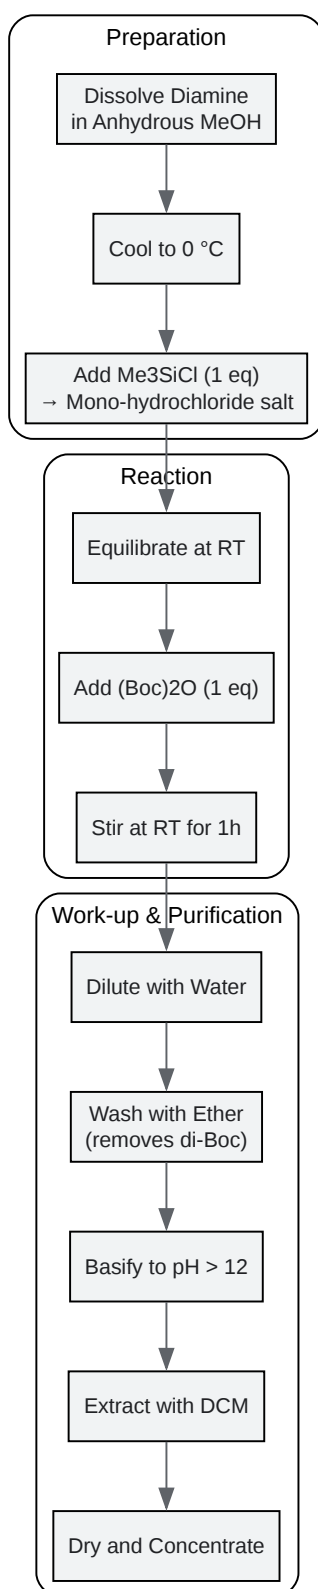 Preparation
Dissolve Diamine
in Anhydrous MeOH
Cool to 0 °C
Add Me3SiCl (1 eq)
→ Mono-hydrochloride salt
Reaction
Equilibrate at RT
Add (Boc)2O (1 eq)
Stir at RT for 1h
Work-up & Purification
Dilute with Water
Wash with Ether
(removes di-Boc)
Basify to pH > 12
Extract with DCM
Dry and Concentrate